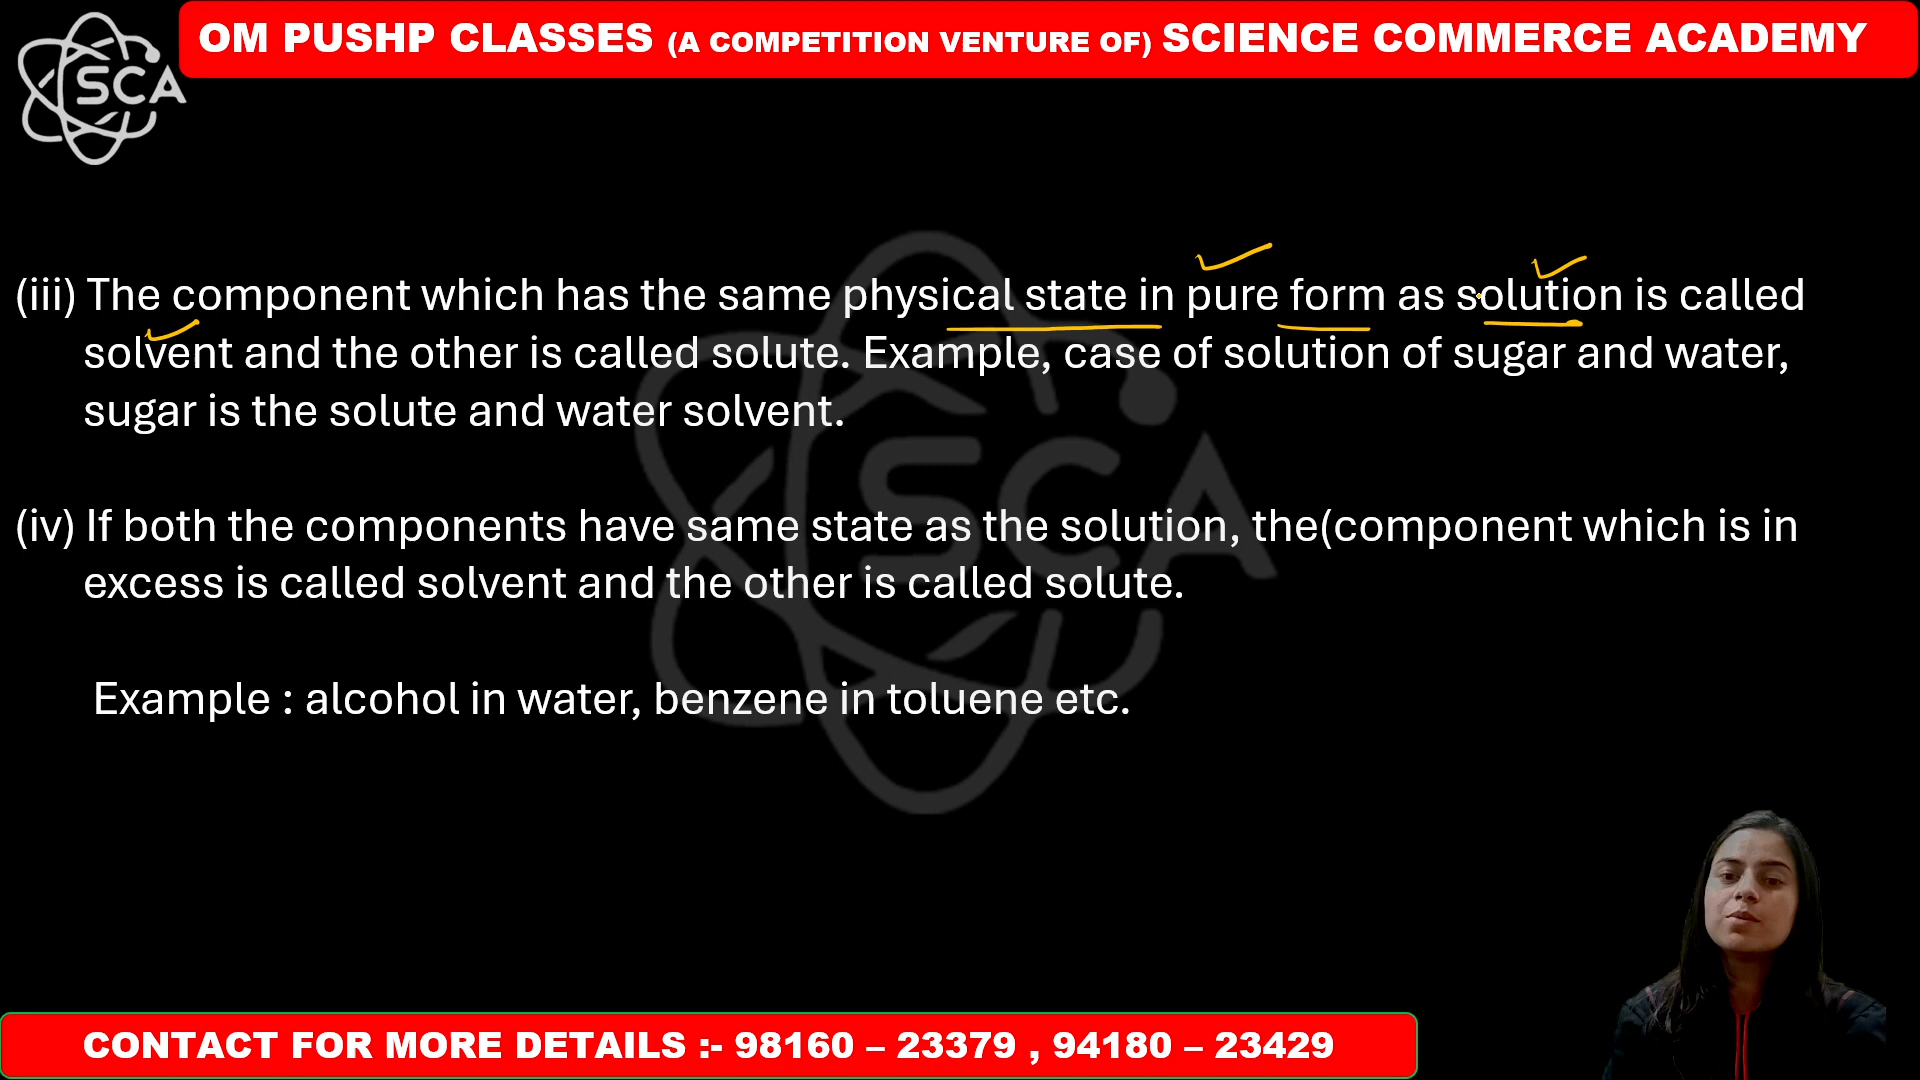 OM PUSHP CLASSES (A COMPETITION VENTURE OF) SCIENCE COMMERCE ACADEMY
SCA
(iii) The component which has the same physical state in pure form as solution is called
solvent and the other is called solute. Example, case of solution of sugar and water,
sugar is the solute and water solvent.
(iv) If both the components have same state as the solution, the(component which is in
excess is called solvent and the other is called solute.
Example : alcohol in water, benzene in toluene etc.
SCA
CONTACT FOR MORE DETAILS :- 98160 – 23379 , 94180 – 23429